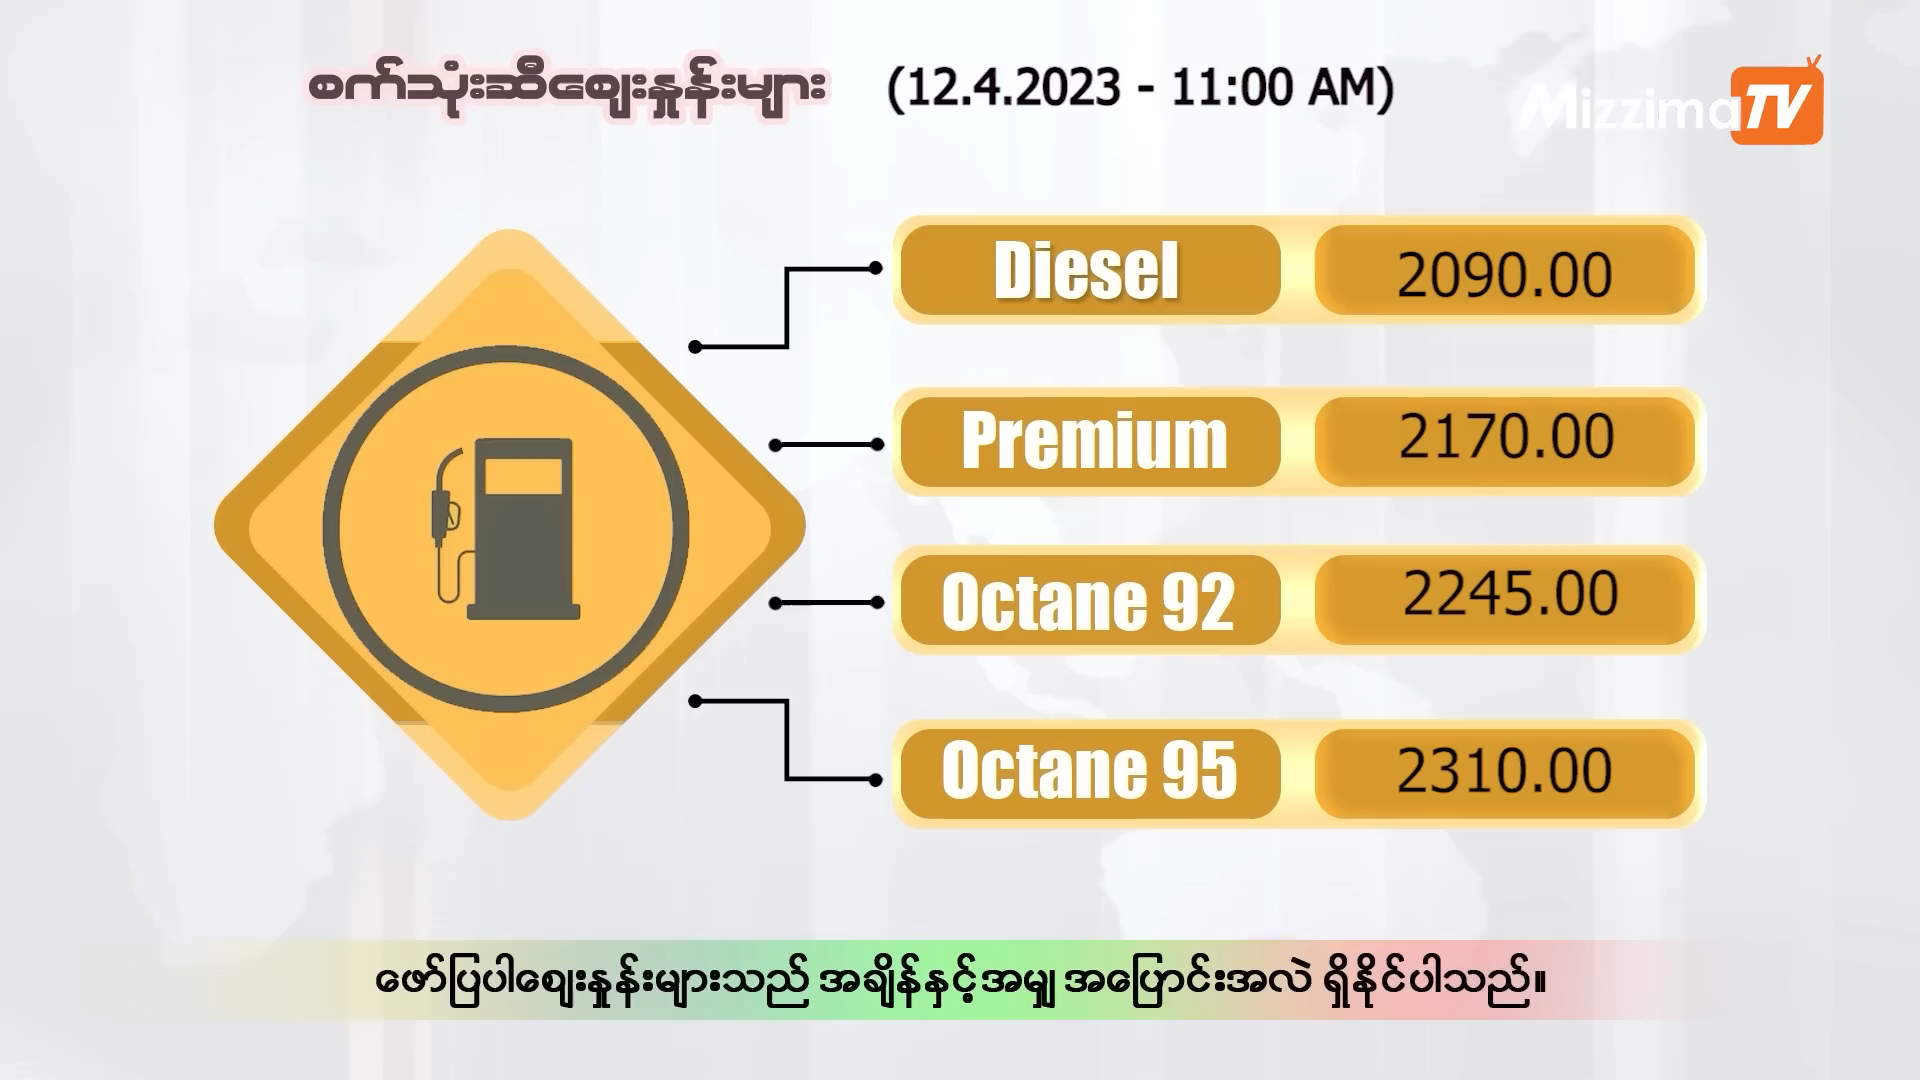 စက်သုံးဆီဈေးနှုန်းများ (12.4.2023 - 11:00 AM)
Mizzima TV
Diesel 2090.00
Premium 2170.00
Octane 92 2245.00
Octane 95 2310.00
ဖော်ပြပါဈေးနှုန်းများသည် အချိန်နှင့်အမျှ အပြောင်းအလဲ ရှိနိုင်ပါသည်။